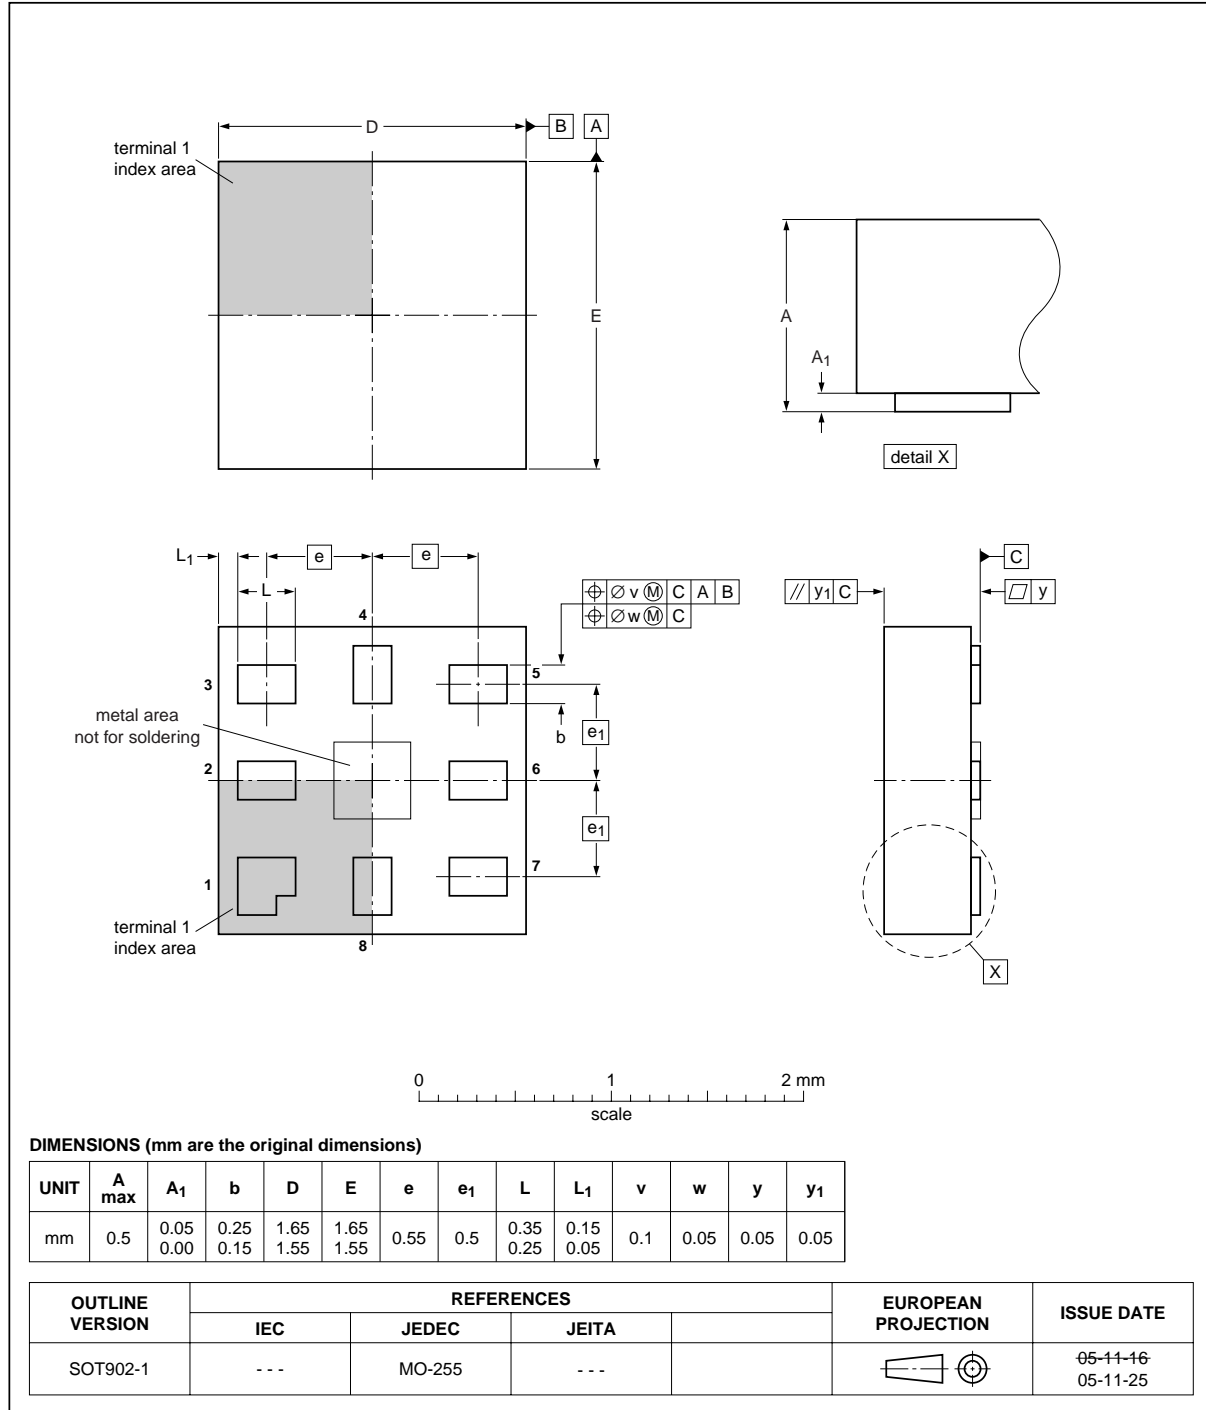 D
B
A
terminal 1
index area
E
A
A1
detail X
L1
e
e
L
4
⌖ ⌀ v Ⓜ C A B
⌖ ⌀ w Ⓜ C
// y1 C
C
▱ y
3
5
metal area
not for soldering
b
e1
2
6
e1
1
7
terminal 1
index area
8
X
0 1 2 mm
scale
DIMENSIONS (mm are the original dimensions)
UNIT A max A1 b D E e e1 L L1 v w y y1
mm 0.5 0.05 0.00 0.25 0.15 1.65 1.55 1.65 1.55 0.55 0.5 0.35 0.25 0.15 0.05 0.1 0.05 0.05 0.05
OUTLINE VERSION REFERENCES EUROPEAN PROJECTION ISSUE DATE
IEC JEDEC JEITA
SOT902-1 - - - MO-255 - - - 05-11-16
05-11-25